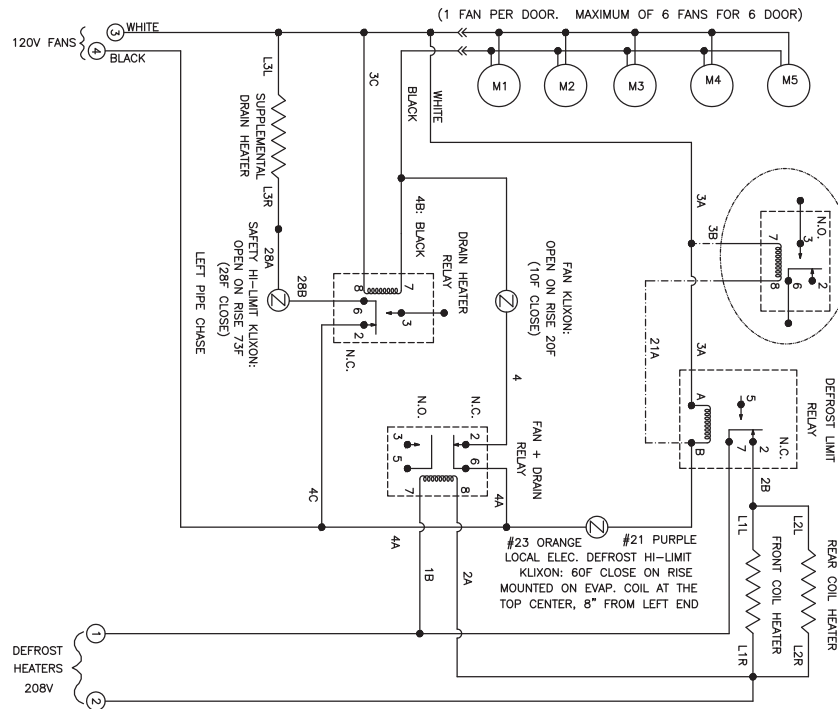 (1 FAN PER DOOR. MAXIMUM OF 6 FANS FOR 6 DOOR)
120V FANS
3
WHITE
4
BLACK
M1
M2
M3
M4
M5
L3L
SUPPLEMENTAL
DRAIN HEATER
L3R
3C
BLACK
WHITE
4B: BLACK
28A
28B
Z
SAFETY HI-LIMIT KLIXON:
OPEN ON RISE 73F
(28F CLOSE)
LEFT PIPE CHASE
DRAIN HEATER
RELAY
8
7
6
3
2
N.C.
FAN KLIXON:
OPEN ON RISE 20F
(10F CLOSE)
Z
4
3A
3B
N.O.
3
7
8
6
2
21A
3A
DEFROST LIMIT
RELAY
A
B
5
N.C.
2
7
2B
FAN + DRAIN
RELAY
N.O.
N.C.
3
2
5
6
7
8
4C
4A
4A
Z
#23 ORANGE
#21 PURPLE
LOCAL ELEC. DEFROST HI-LIMIT
KLIXON: 60F CLOSE ON RISE
MOUNTED ON EVAP. COIL AT THE
TOP CENTER, 8" FROM LEFT END
1B
2A
L1L
L2L
FRONT COIL HEATER
REAR COIL HEATER
L1R
L2R
DEFROST
HEATERS
208V
1
2